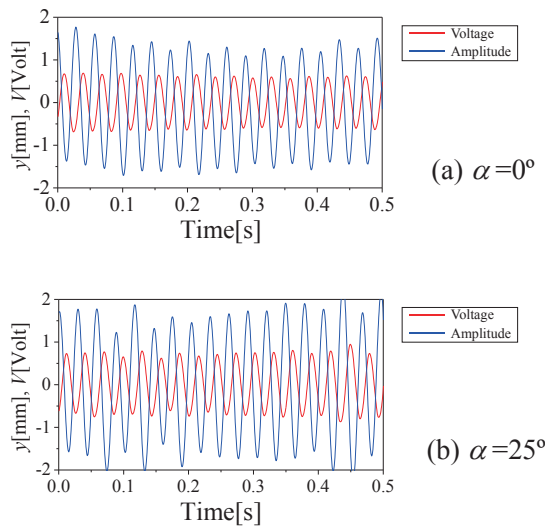 2
1
0
-1
-2
y[mm], V[Volt]
0.0 0.1 0.2 0.3 0.4 0.5
Time[s]
Voltage
Amplitude
(a) α=0º
2
1
0
-1
-2
y[mm], V[Volt]
0.0 0.1 0.2 0.3 0.4 0.5
Time[s]
Voltage
Amplitude
(b) α=25º